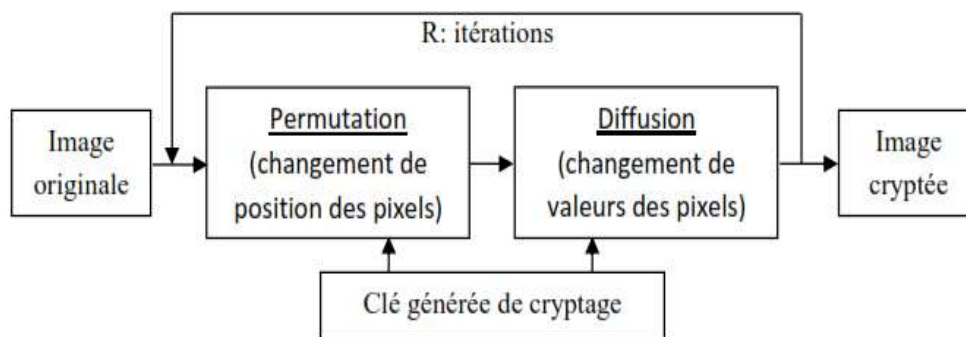 R: itérations
Image
originale
Permutation
(changement de
position des pixels)
Diffusion
(changement de
valeurs des pixels)
Image
cryptée
Clé générée de cryptage